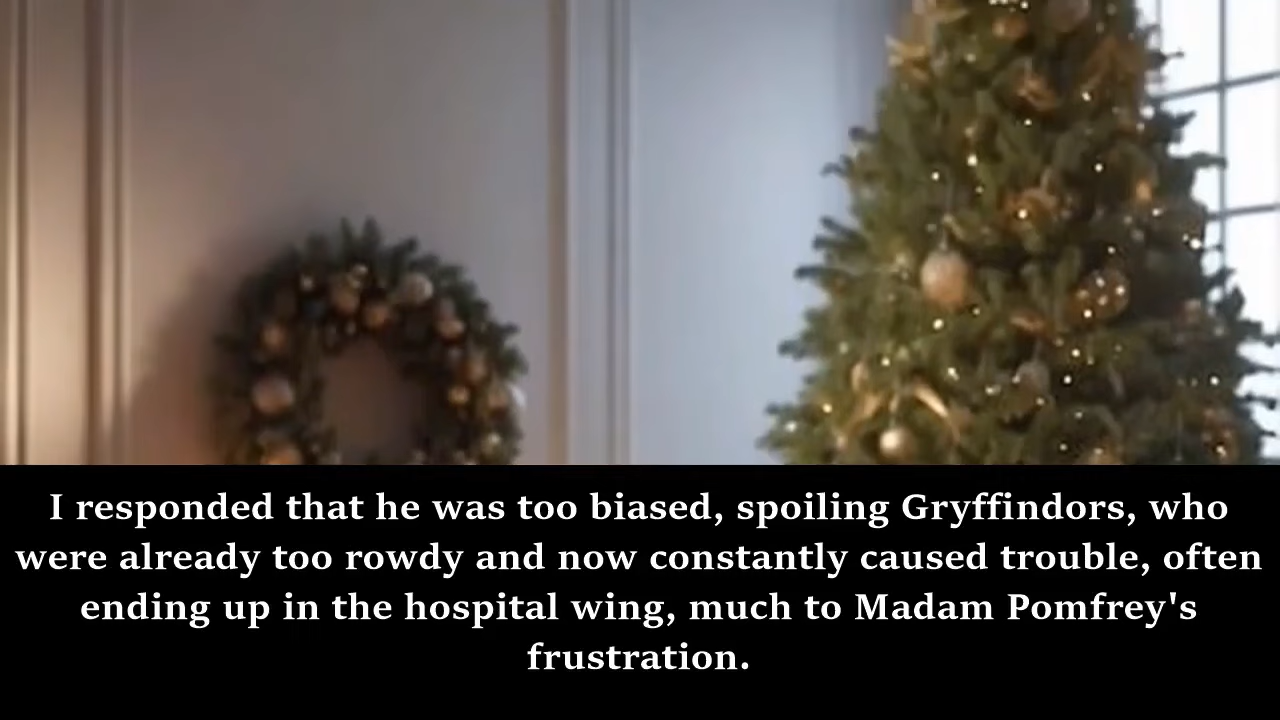 I responded that he was too biased, spoiling Gryffindors, who
were already too rowdy and now constantly caused trouble, often
ending up in the hospital wing, much to Madam Pomfrey's
frustration.